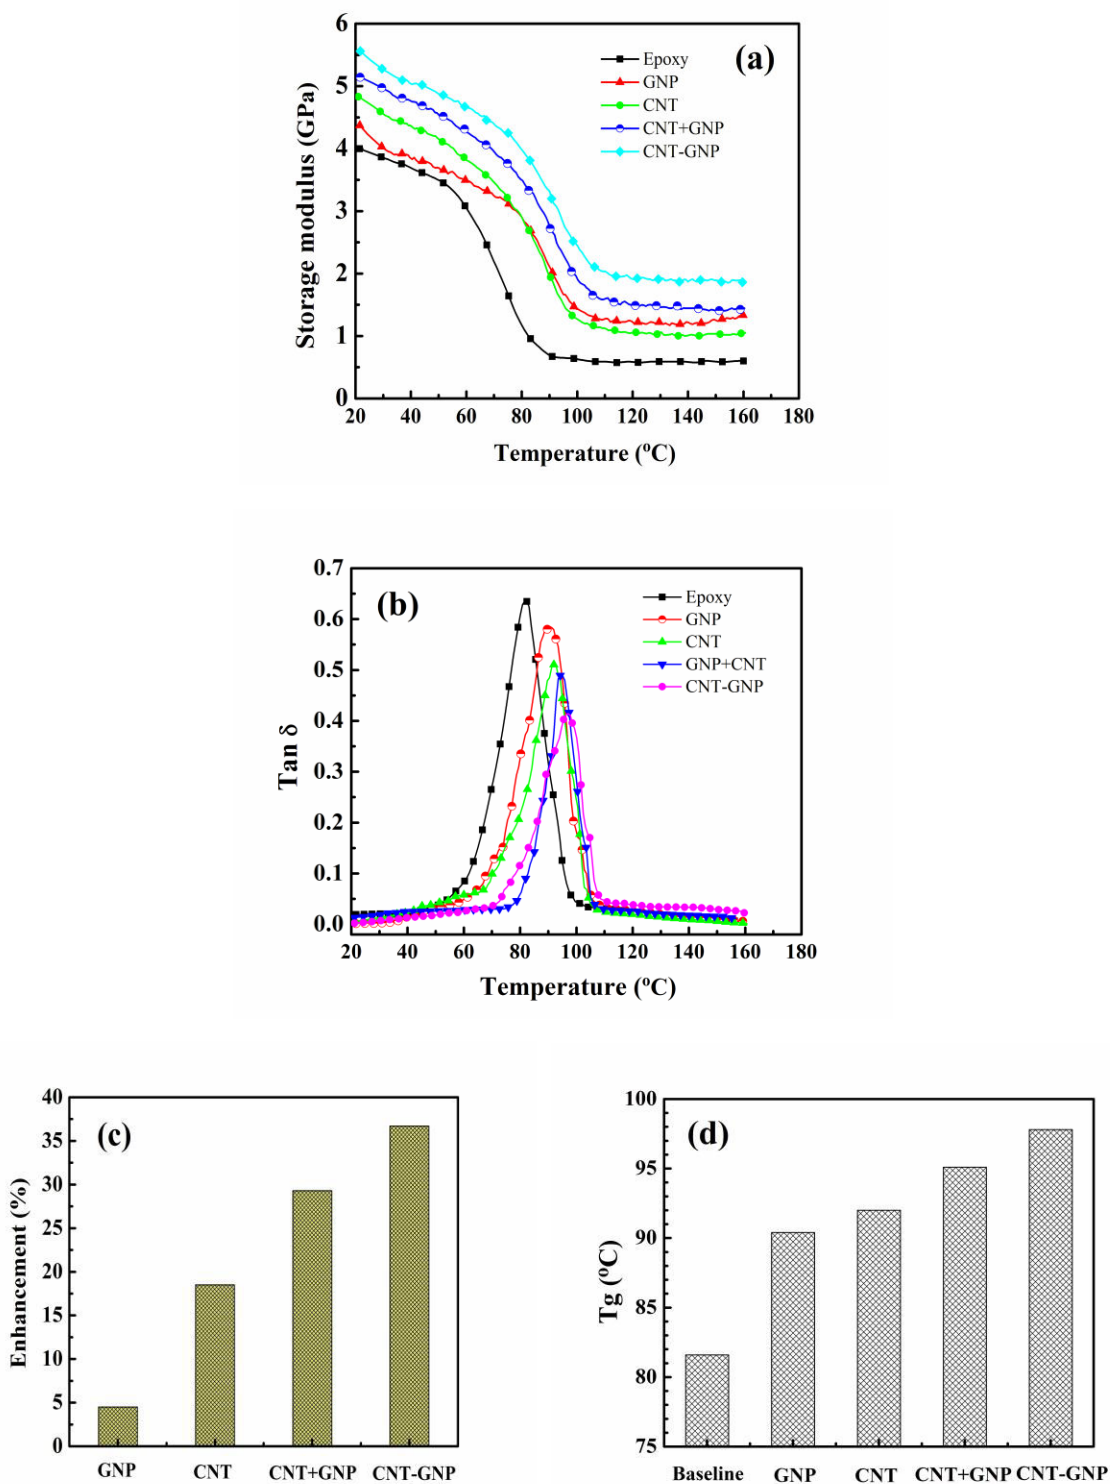 6
5
4
3
2
1
0
Storage modulus (GPa)
(a)
Epoxy
GNP
CNT
CNT+GNP
CNT-GNP
20 40 60 80 100 120 140 160 180
Temperature (ºC)
0.7
0.6
0.5
0.4
0.3
0.2
0.1
0.0
Tan δ
(b)
Epoxy
GNP
CNT
GNP+CNT
CNT-GNP
20 40 60 80 100 120 140 160 180
Temperature (ºC)
40
35
30
25
20
15
10
5
0
Enhancement (%)
(c)
GNP CNT CNT+GNP CNT-GNP
100
95
90
85
80
75
Tg (ºC)
(d)
Baseline GNP CNT CNT+GNP CNT-GNP